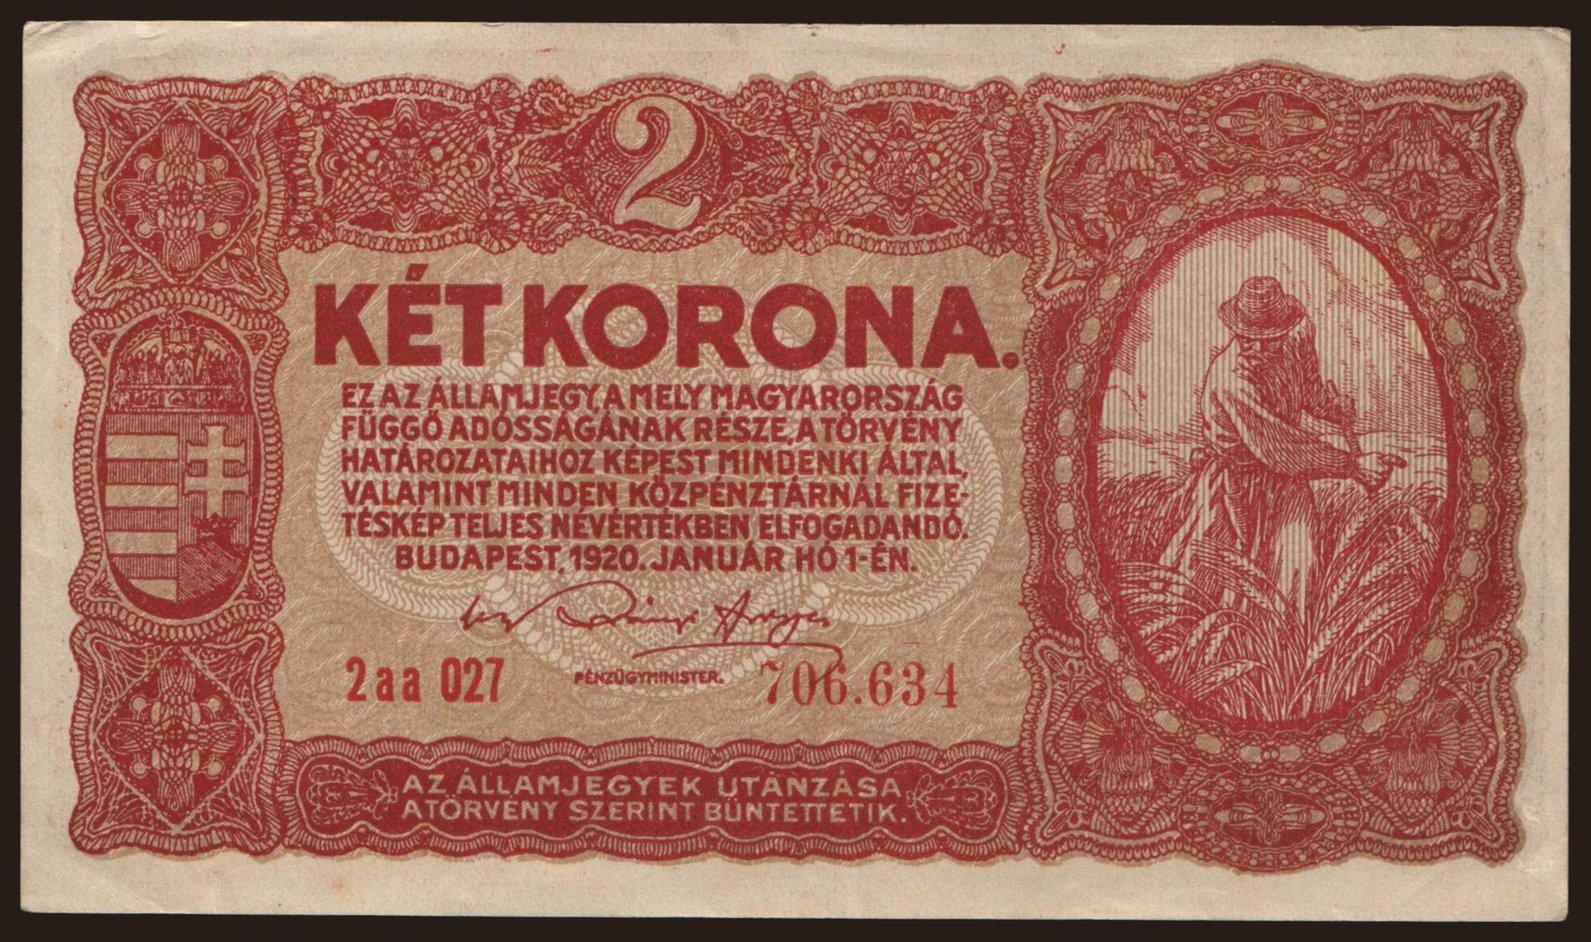 2
KÉT KORONA.
EZ AZ ÁLLAMJEGY, A MELY MAGYARORSZÁG
FÜGGŐ ADÓSSÁGÁNAK RÉSZE, A TÖRVÉNY
HATÁROZATAIHOZ KÉPEST MINDENKI ÁLTAL,
VALAMINT MINDEN KÖZPÉNZTÁRNÁL FIZE-
TÉSKÉP TELJES NÉVÉRTÉKBEN ELFOGADANDÓ.
BUDAPEST, 1920. JANUÁR HÓ 1-ÉN.
2aa 027 PÉNZÜGYMINISTER. 706.634
AZ ÁLLAMJEGYEK UTÁNZÁSA
A TÖRVÉNY SZERINT BÜNTETTETIK.